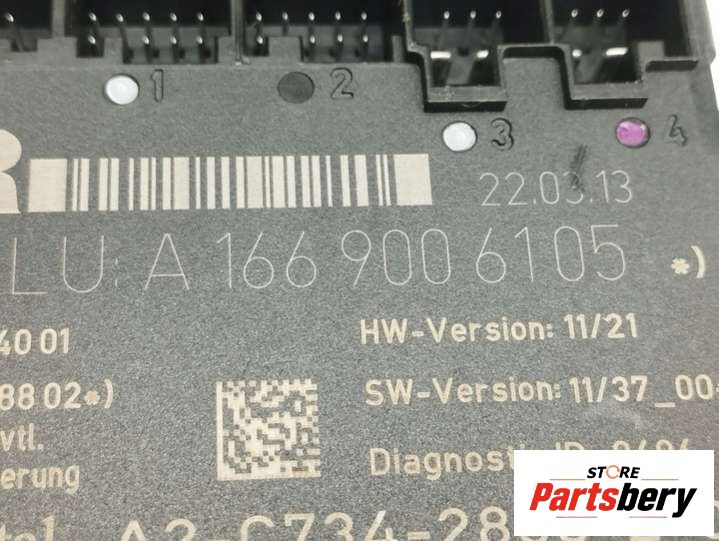 1 2 3 4
R
22.03.13
LU: A 166 900 6105 *)
40 01
HW-Version: 11/21
88 02*)
SW-Version: 11/37_00
vtl.
erung
STORE
Partsbery